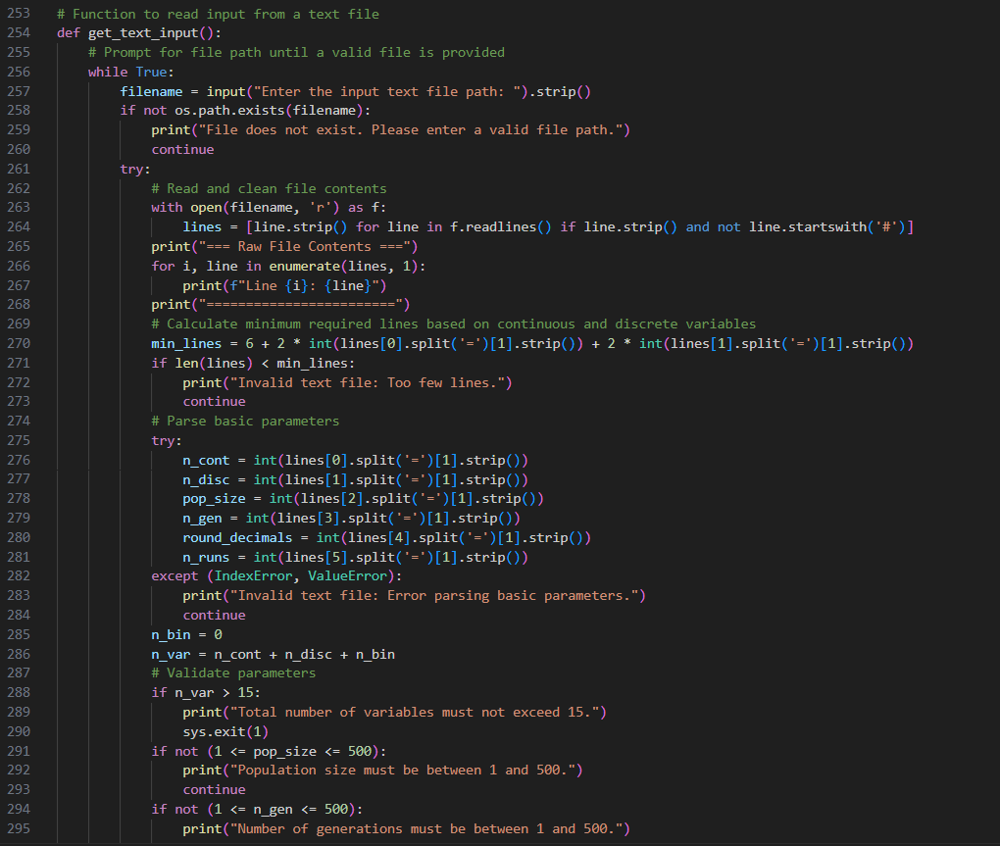 253 # Function to read input from a text file
254 def get_text_input():
255     # Prompt for file path until a valid file is provided
256     while True:
257         filename = input("Enter the input text file path: ").strip()
258         if not os.path.exists(filename):
259             print("File does not exist. Please enter a valid file path.")
260             continue
261         try:
262             # Read and clean file contents
263             with open(filename, 'r') as f:
264                 lines = [line.strip() for line in f.readlines() if line.strip() and not line.startswith('#')]
265             print("=== Raw File Contents ===")
266             for i, line in enumerate(lines, 1):
267                 print(f"Line {i}: {line}")
268             print("========================")
269             # Calculate minimum required lines based on continuous and discrete variables
270             min_lines = 6 + 2 * int(lines[0].split('=')[1].strip()) + 2 * int(lines[1].split('=')[1].strip())
271             if len(lines) < min_lines:
272                 print("Invalid text file: Too few lines.")
273                 continue
274             # Parse basic parameters
275             try:
276                 n_cont = int(lines[0].split('=')[1].strip())
277                 n_disc = int(lines[1].split('=')[1].strip())
278                 pop_size = int(lines[2].split('=')[1].strip())
279                 n_gen = int(lines[3].split('=')[1].strip())
280                 round_decimals = int(lines[4].split('=')[1].strip())
281                 n_runs = int(lines[5].split('=')[1].strip())
282             except (IndexError, ValueError):
283                 print("Invalid text file: Error parsing basic parameters.")
284                 continue
285             n_bin = 0
286             n_var = n_cont + n_disc + n_bin
287             # Validate parameters
288             if n_var > 15:
289                 print("Total number of variables must not exceed 15.")
290                 sys.exit(1)
291             if not (1 <= pop_size <= 500):
292                 print("Population size must be between 1 and 500.")
293                 continue
294             if not (1 <= n_gen <= 500):
295                 print("Number of generations must be between 1 and 500.")